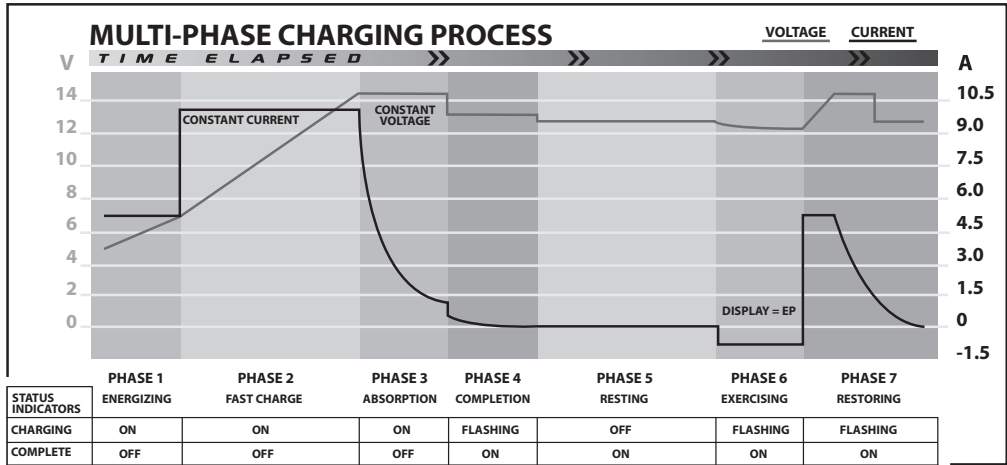 MULTI-PHASE CHARGING PROCESS
VOLTAGE CURRENT
TIME ELAPSED
V
A
14
12
10
8
6
4
2
0
10.5
9.0
7.5
6.0
4.5
3.0
1.5
0
-1.5
CONSTANT CURRENT
CONSTANT
VOLTAGE
DISPLAY = EP
PHASE 1 PHASE 2 PHASE 3 PHASE 4 PHASE 5 PHASE 6 PHASE 7
STATUS
INDICATORS
ENERGIZING FAST CHARGE ABSORPTION COMPLETION RESTING EXERCISING RESTORING
CHARGING ON ON ON FLASHING OFF FLASHING FLASHING
COMPLETE OFF OFF OFF ON ON ON ON